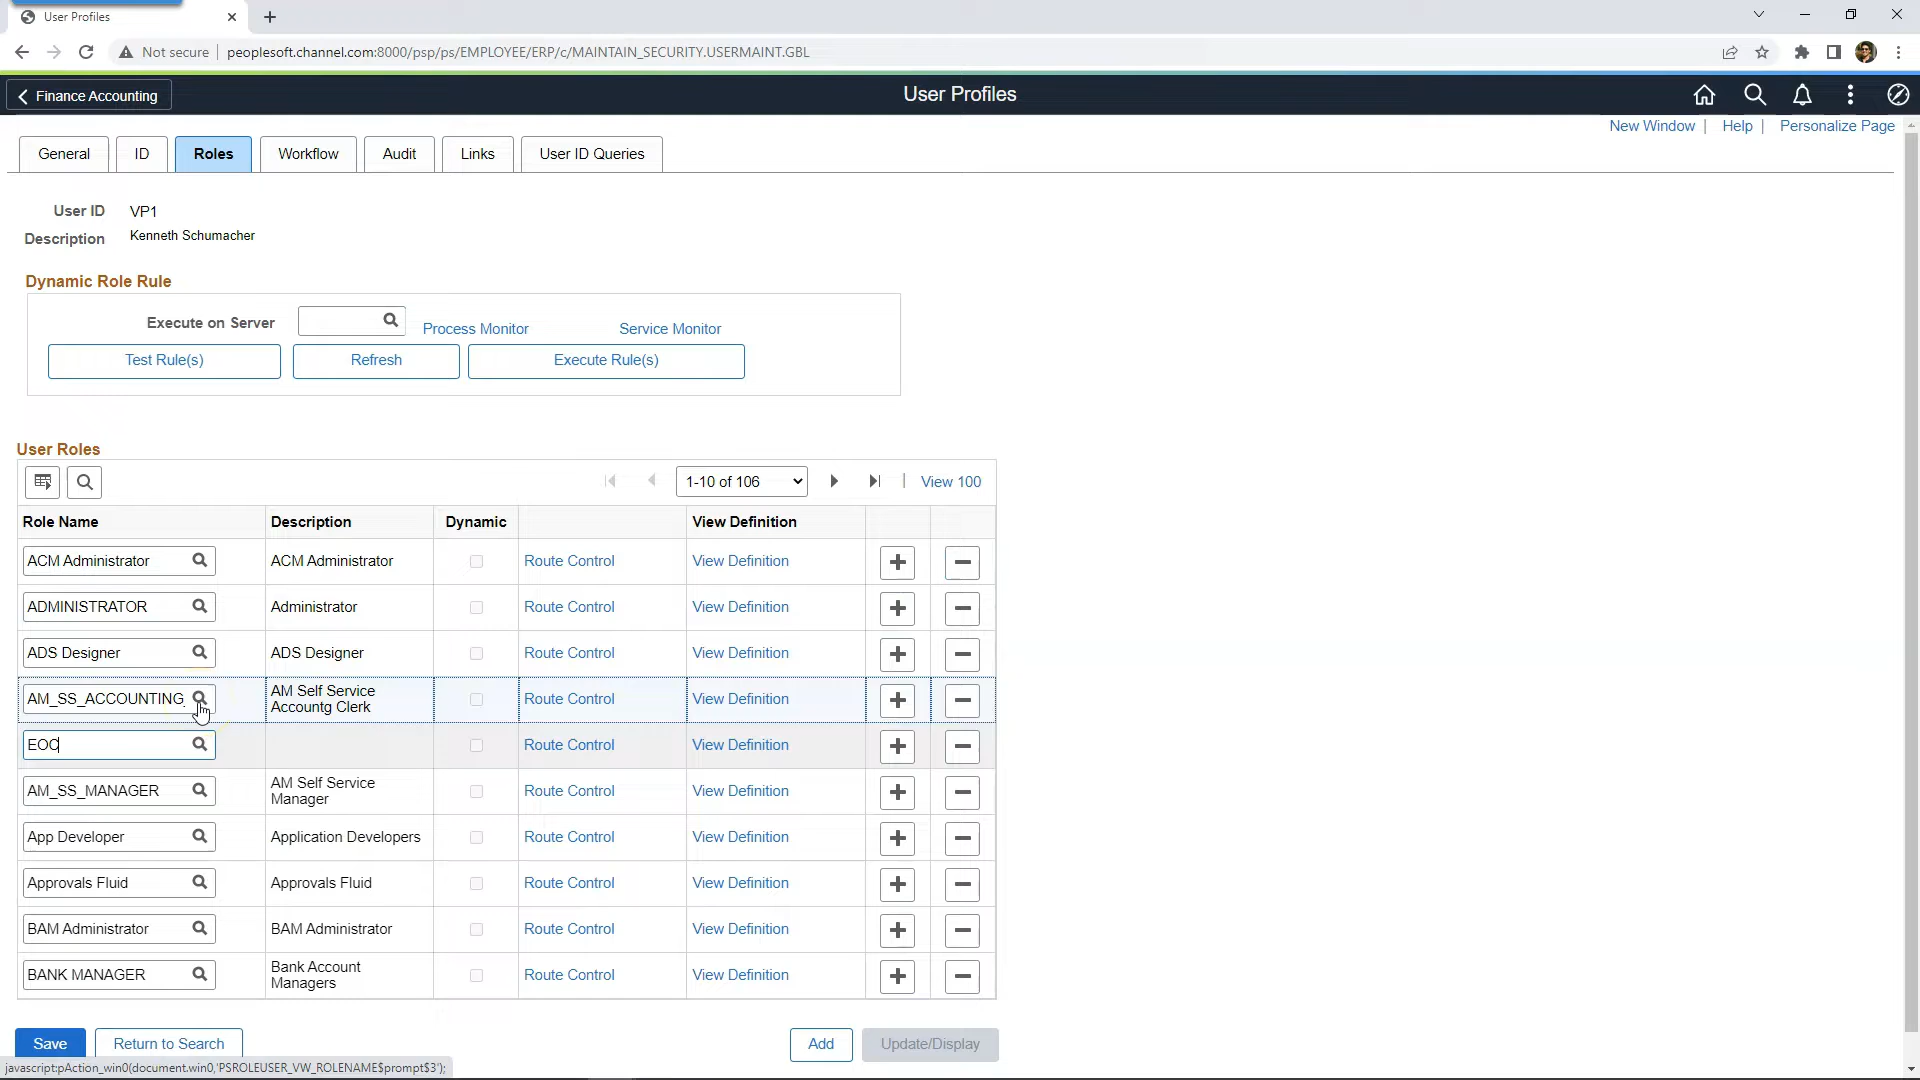 User Profiles
Not secure
peoplesoft.channel.com:8000/psp/ps/EMPLOYEE/ERP/c/MAINTAIN_SECURITY.USERMAINT.GBL
Finance Accounting
User Profiles
New Window | Help | Personalize Page
General ID Roles Workflow Audit Links User ID Queries
User ID VP1
Description Kenneth Schumacher
Dynamic Role Rule
Execute on Server Process Monitor Service Monitor
Test Rule(s) Refresh Execute Rule(s)
User Roles
1-10 of 106 | View 100
Role Name Description Dynamic View Definition
ACM Administrator ACM Administrator Route Control View Definition
ADMINISTRATOR Administrator Route Control View Definition
ADS Designer ADS Designer Route Control View Definition
AM_SS_ACCOUNTING_ AM Self Service Accountg Clerk Route Control View Definition
EOC Route Control View Definition
AM_SS_MANAGER AM Self Service Manager Route Control View Definition
App Developer Application Developers Route Control View Definition
Approvals Fluid Approvals Fluid Route Control View Definition
BAM Administrator BAM Administrator Route Control View Definition
BANK MANAGER Bank Account Managers Route Control View Definition
Save Return to Search Add Update/Display
javascript:pAction_win0(document.win0,'PSROLEUSER_VW_ROLENAME$prompt$3');